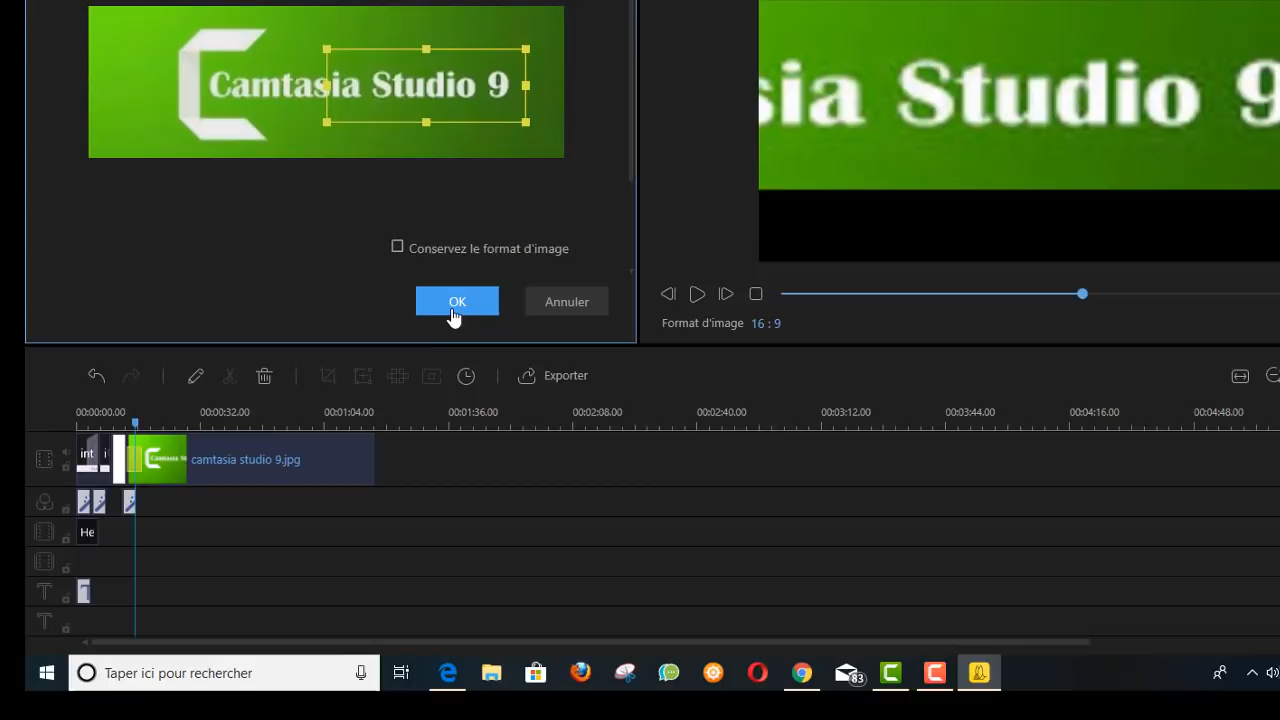 Camtasia Studio 9
sia Studio 9
Conservez le format d'image
OK
Annuler
Format d'image 16 : 9
Exporter
00:00:00.00 00:00:32.00 00:01:04.00 00:01:36.00 00:02:08.00 00:02:40.00 00:03:12.00 00:03:44.00 00:04:16.00 00:04:48.00
int i camtasia studio 9.jpg
He
T
T
T
Taper ici pour rechercher
83